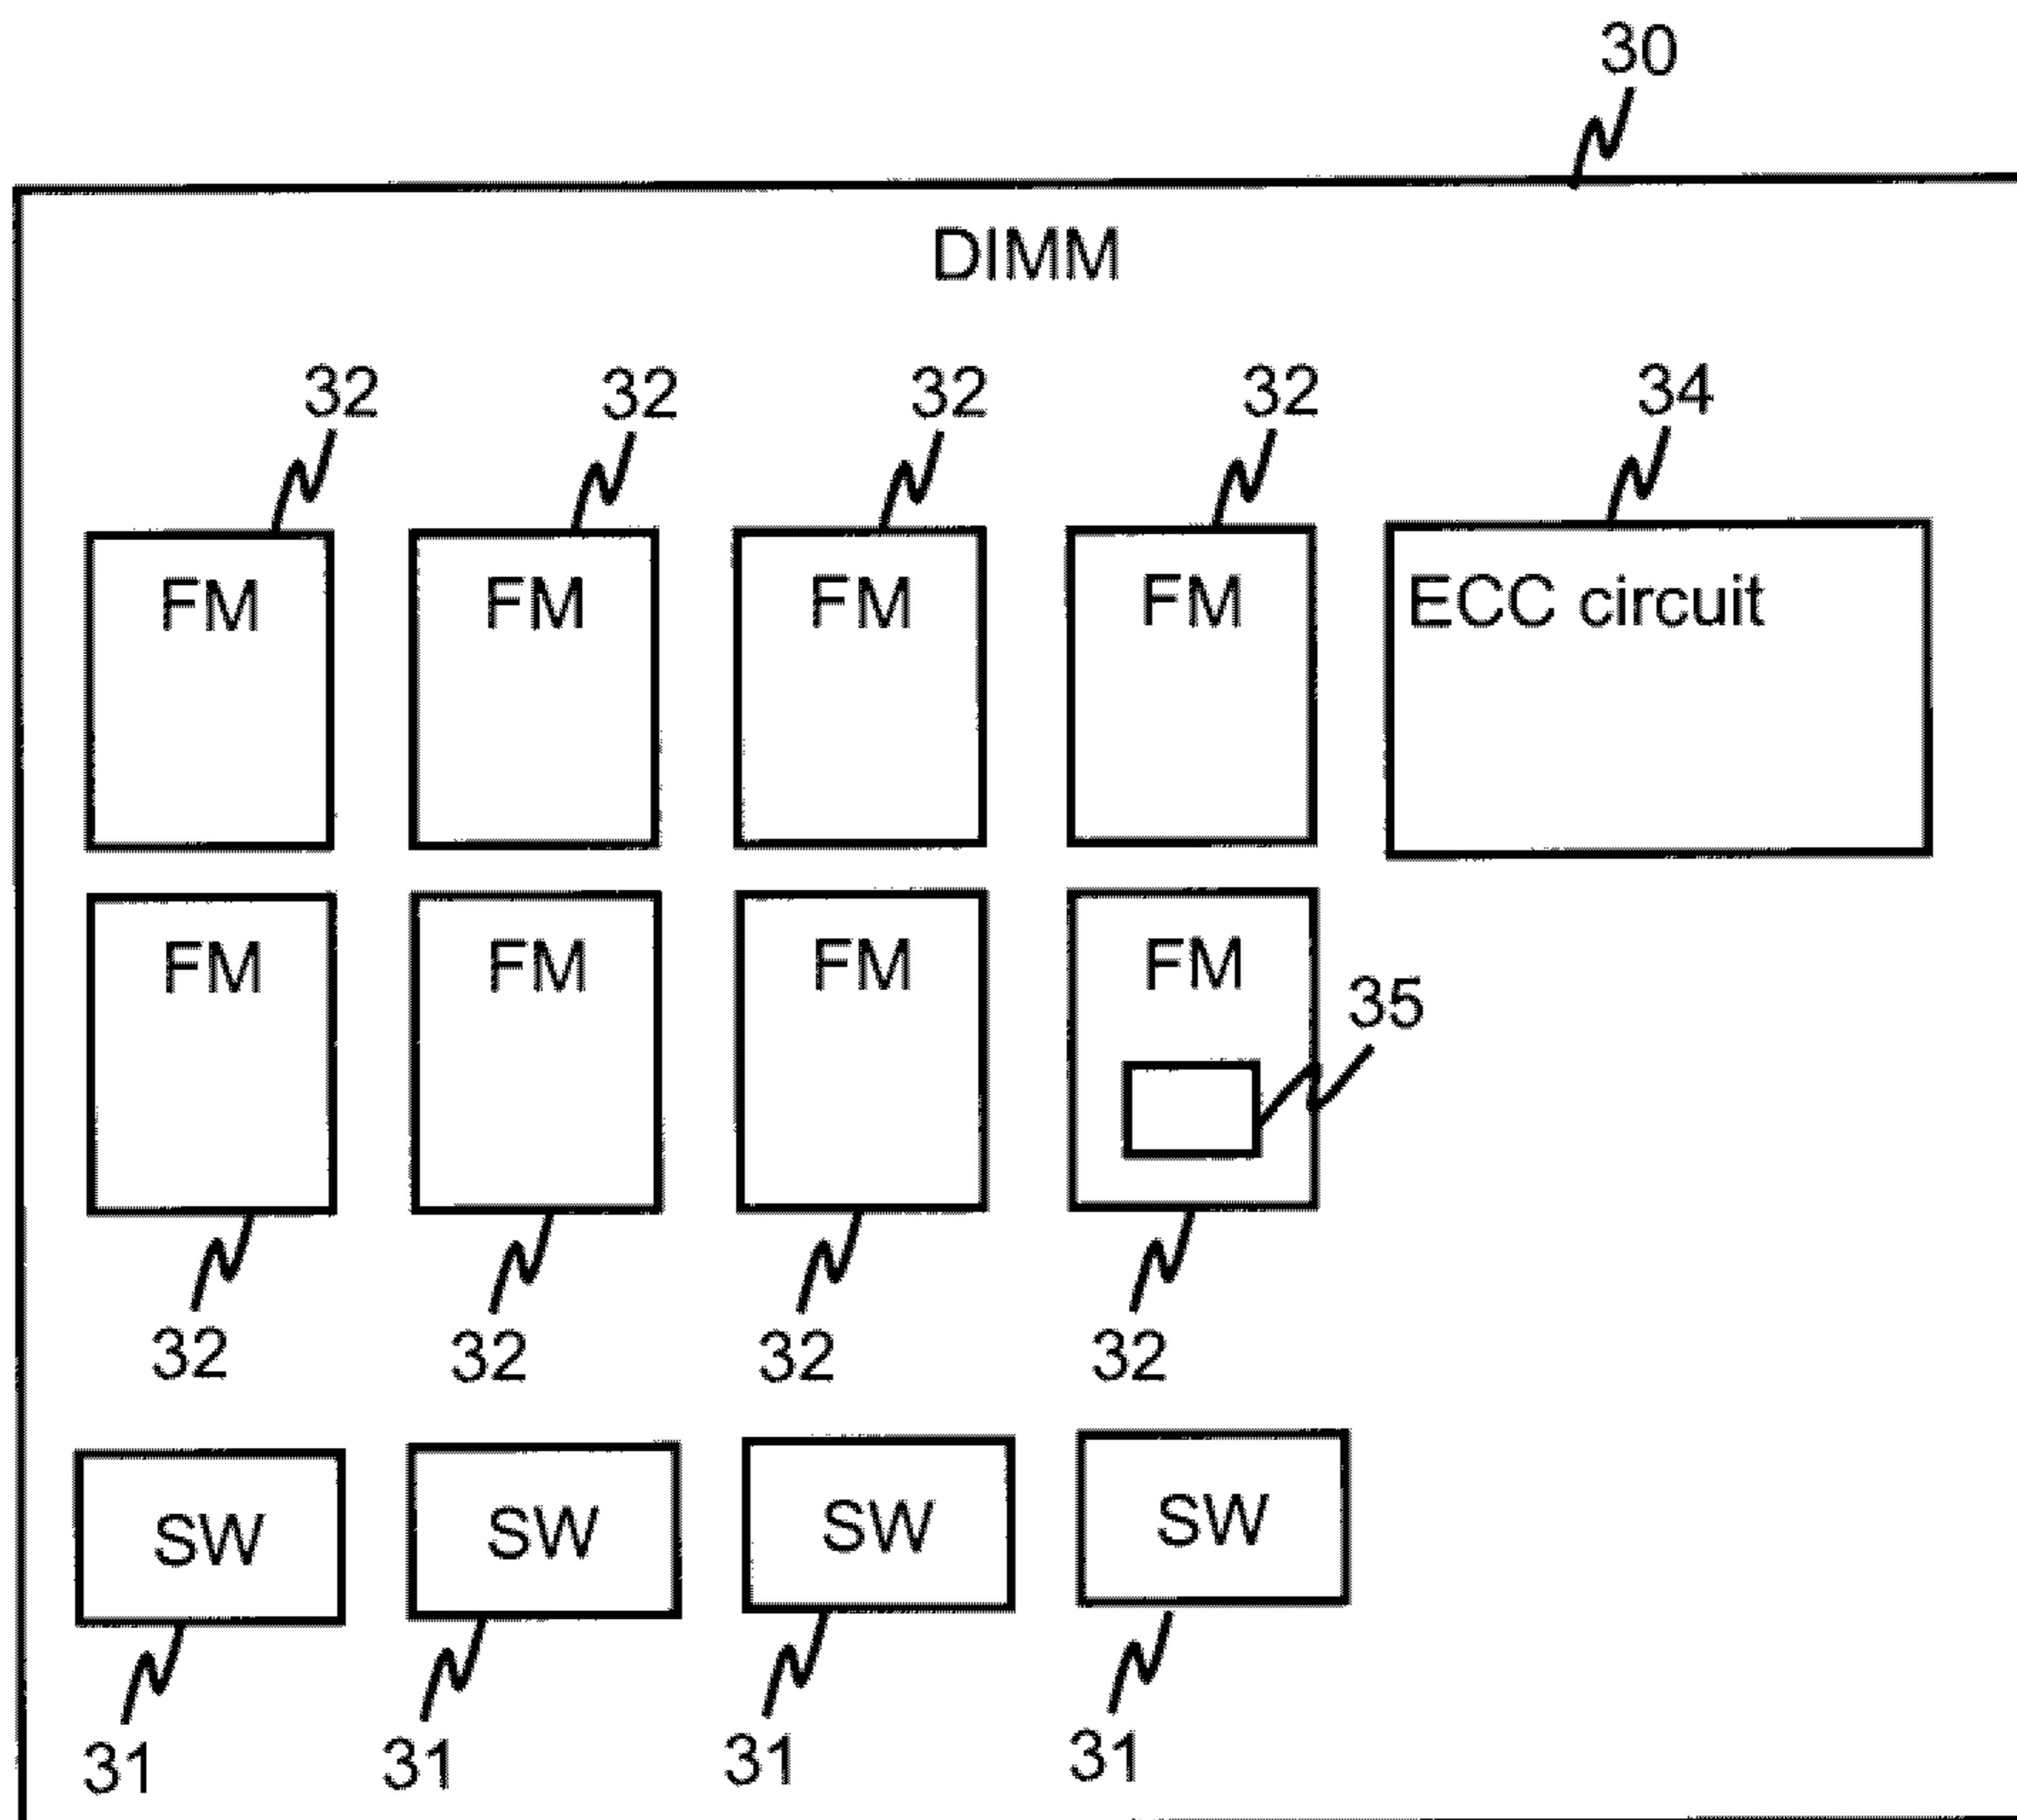 30
DIMM
32 32 32 32 34
FM FM FM FM ECC circuit
FM FM FM FM
35
32 32 32 32
SW SW SW SW
31 31 31 31